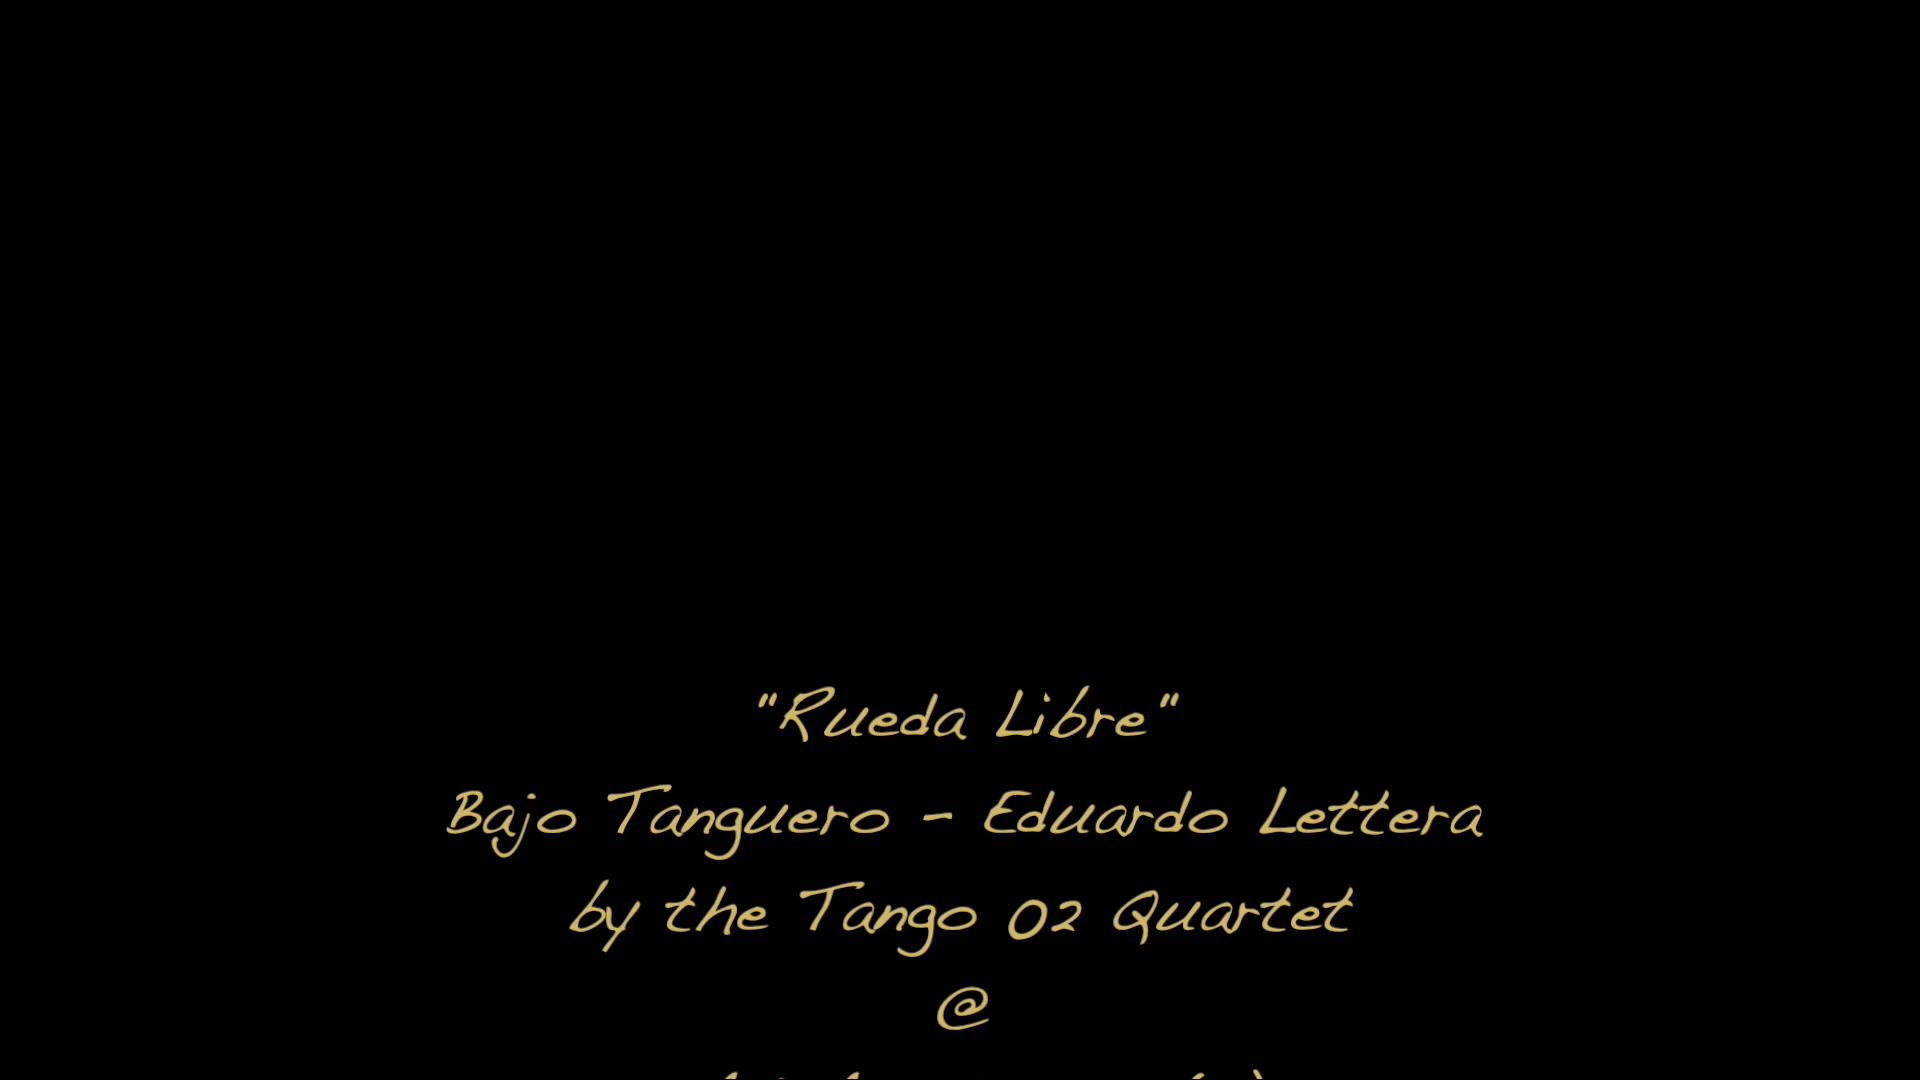 "Rueda Libre"
Bajo Tanguero - Eduardo Lettera
by the Tango 02 Quartet
@